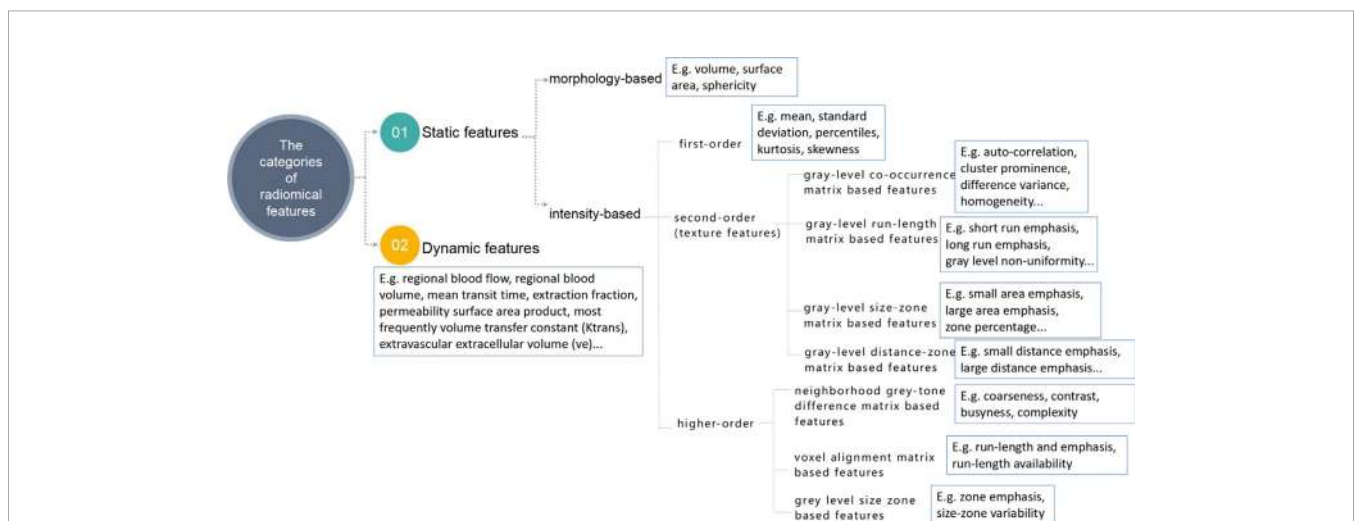 The
categories
of
radiomical
features
01
Static features
morphology-based
E.g. volume, surface
area, sphericity
intensity-based
first-order
E.g. mean, standard
deviation, percentiles,
kurtosis, skewness
second-order
(texture features)
gray-level co-occurrence
matrix based features
E.g. auto-correlation,
cluster prominence,
difference variance,
homogeneity...
gray-level run-length
matrix based features
E.g. short run emphasis,
long run emphasis,
gray level non-uniformity...
gray-level size-zone
matrix based features
E.g. small area emphasis,
large area emphasis,
zone percentage...
gray-level distance-zone
matrix based features
E.g. small distance emphasis,
large distance emphasis...
higher-order
neighborhood grey-tone
difference matrix based
features
E.g. coarseness, contrast,
busyness, complexity
voxel alignment matrix
based features
E.g. run-length and emphasis,
run-length availability
grey level size zone
based features
E.g. zone emphasis,
size-zone variability
02
Dynamic features
E.g. regional blood flow, regional blood
volume, mean transit time, extraction fraction,
permeability surface area product, most
frequently volume transfer constant (Ktrans),
extravascular extracellular volume (ve)...